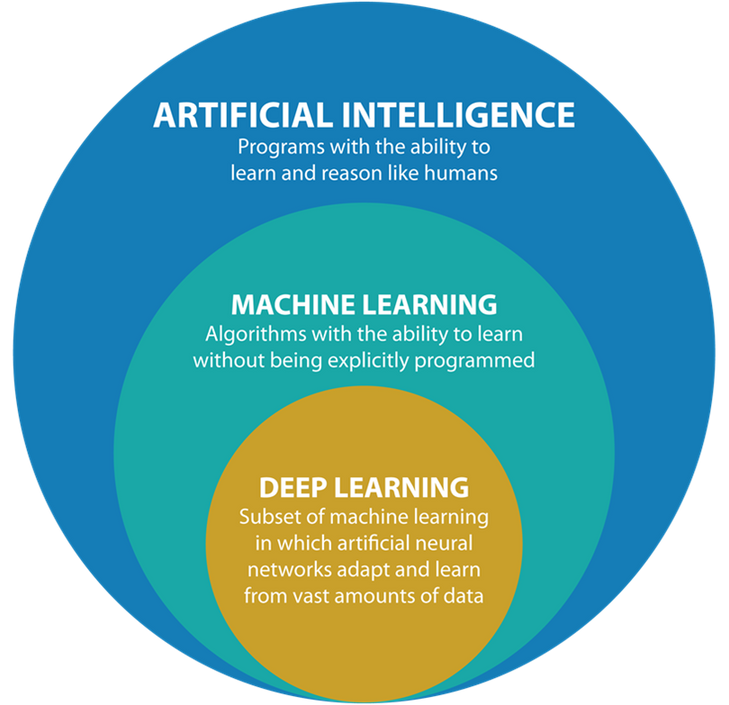 ARTIFICIAL INTELLIGENCE
Programs with the ability to
learn and reason like humans
MACHINE LEARNING
Algorithms with the ability to learn
without being explicitly programmed
DEEP LEARNING
Subset of machine learning
in which artificial neural
networks adapt and learn
from vast amounts of data